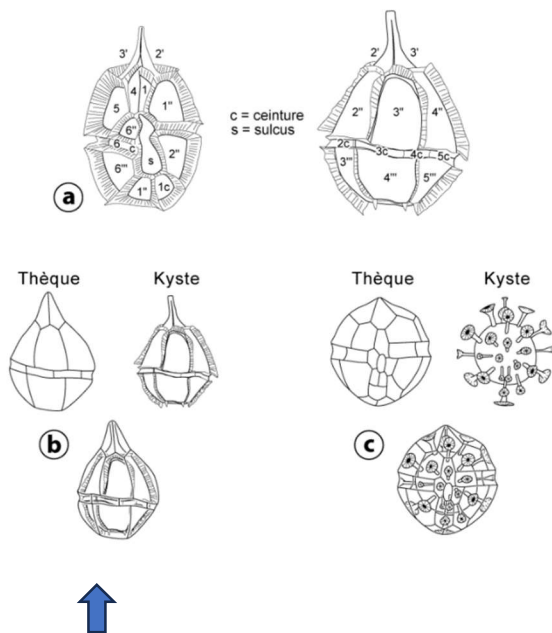 3' 2'
4 1
5 1"
6"
6 c
s
6''' 2"
1" 1c
a
c = ceinture
s = sulcus
2' 3'
2" 3" 4"
2c 3c 4c 5c
3''' 4''' 5'''
Thèque Kyste
b
Thèque Kyste
c